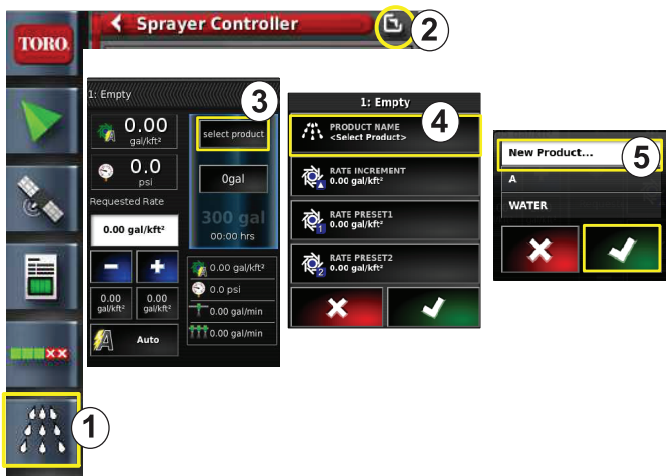 TORO.
Sprayer Controller
2
1: Empty
3
0.00
gal/kft²
select product
0.0
psi
0gal
Requested Rate
300 gal
00:00 hrs
0.00 gal/kft²
0.00 gal/kft²
0.0 psi
0.00 gal/kft²
0.00 gal/kft²
0.00 gal/min
0.00 gal/min
Auto
1: Empty
PRODUCT NAME
<Select Product>
4
RATE INCREMENT
0.00 gal/kft²
RATE PRESET1
0.00 gal/kft²
1
RATE PRESET2
0.00 gal/kft²
2
New Product...
5
A
WATER
1